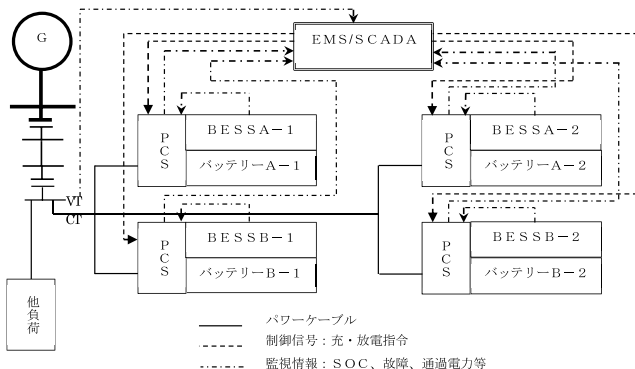 G
EMS/SCADA
PCS
BESSA-1
バッテリーA-1
PCS
BESSA-2
バッテリーA-2
VT
CT
PCS
BESSB-1
バッテリーB-1
PCS
BESSB-2
バッテリーB-2
他負荷
パワーケーブル
制御信号:充・放電指令
監視情報:SOC、故障、通過電力等